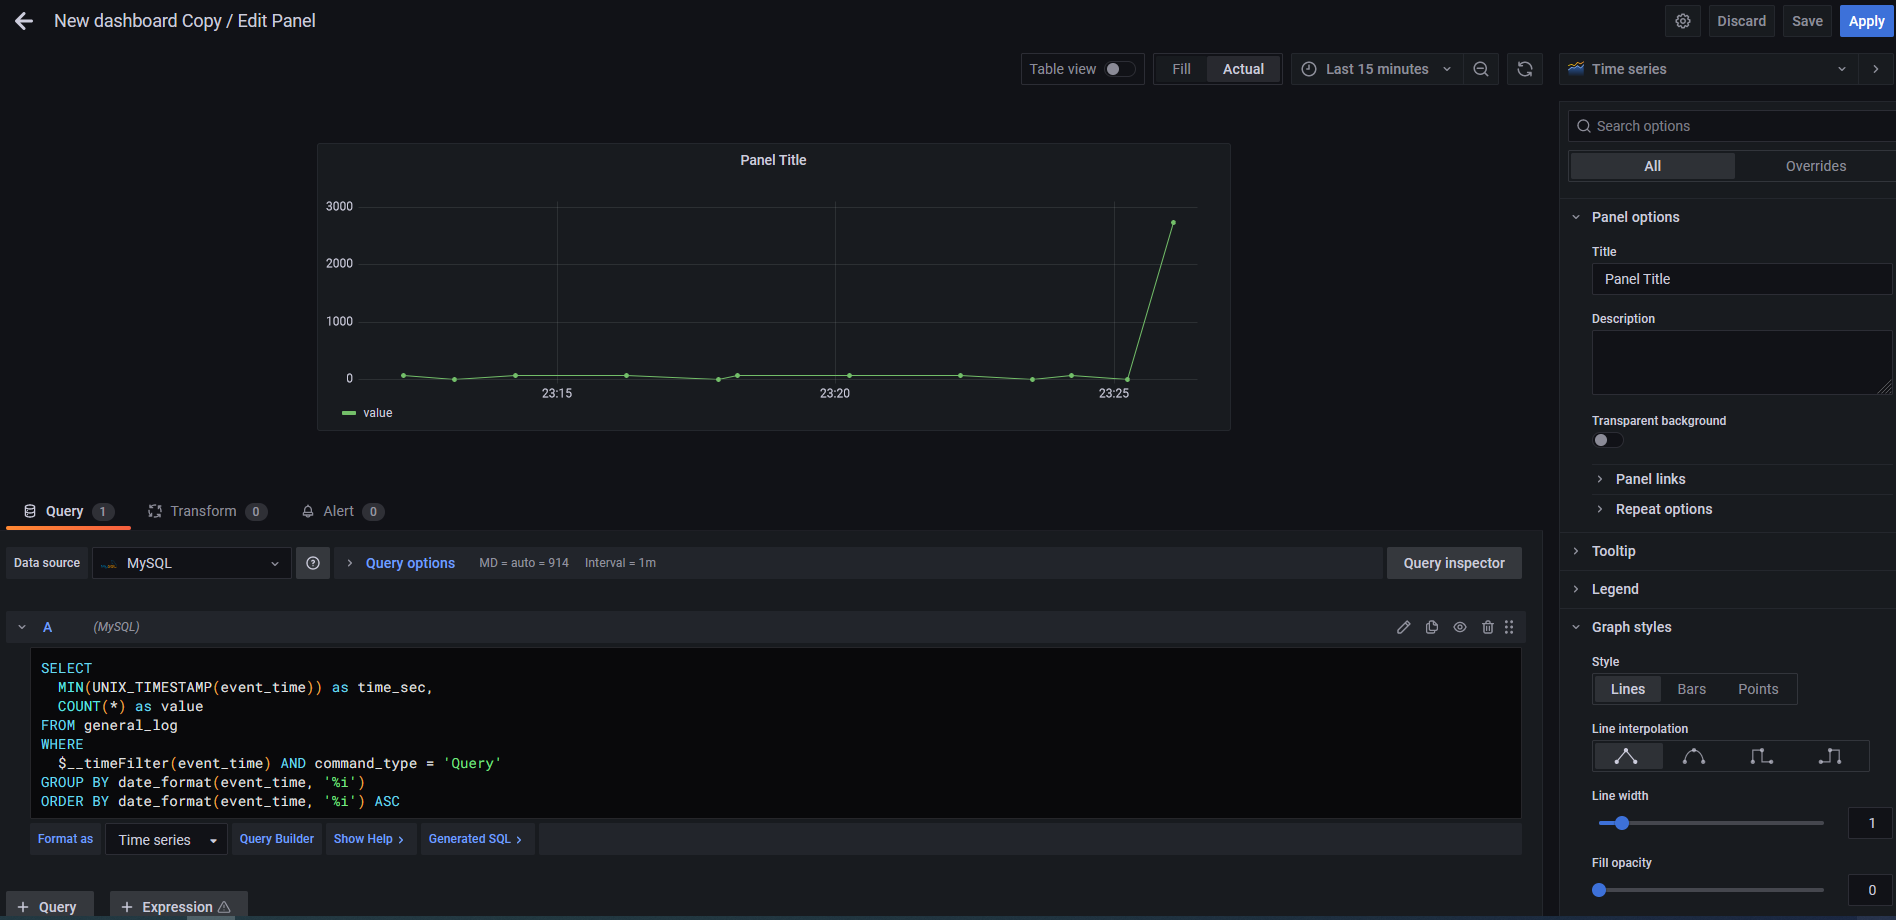 New dashboard Copy / Edit Panel
Discard
Save
Apply
Table view
Fill
Actual
Last 15 minutes
Time series
Search options
All
Overrides
Panel Title
3000
2000
1000
0
23:15
23:20
23:25
value
Panel options
Title
Panel Title
Description
Transparent background
Panel links
Repeat options
Tooltip
Legend
Graph styles
Style
Lines
Bars
Points
Line interpolation
Line width
1
Fill opacity
0
Query 1
Transform 0
Alert 0
Data source
MySQL
Query options
MD = auto = 914
Interval = 1m
Query inspector
A
(MySQL)
SELECT
MIN(UNIX_TIMESTAMP(event_time)) as time_sec,
COUNT(*) as value
FROM general_log
WHERE
$__timeFilter(event_time) AND command_type = 'Query'
GROUP BY date_format(event_time, '%i')
ORDER BY date_format(event_time, '%i') ASC
Format as
Time series
Query Builder
Show Help >
Generated SQL >
+ Query
+ Expression